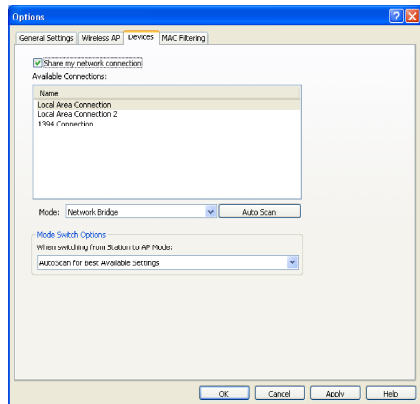 Options
General Settings Wireless AP Devices MAC Filtering
Share my network connection
Available Connections:
Name
Local Area Connection
Local Area Connection 2
1394 Connection
Mode: Network Bridge Auto Scan
Mode Switch Options
When switching from Station to AP Mode:
AutoScan for Best Available Settings
OK Cancel Apply Help